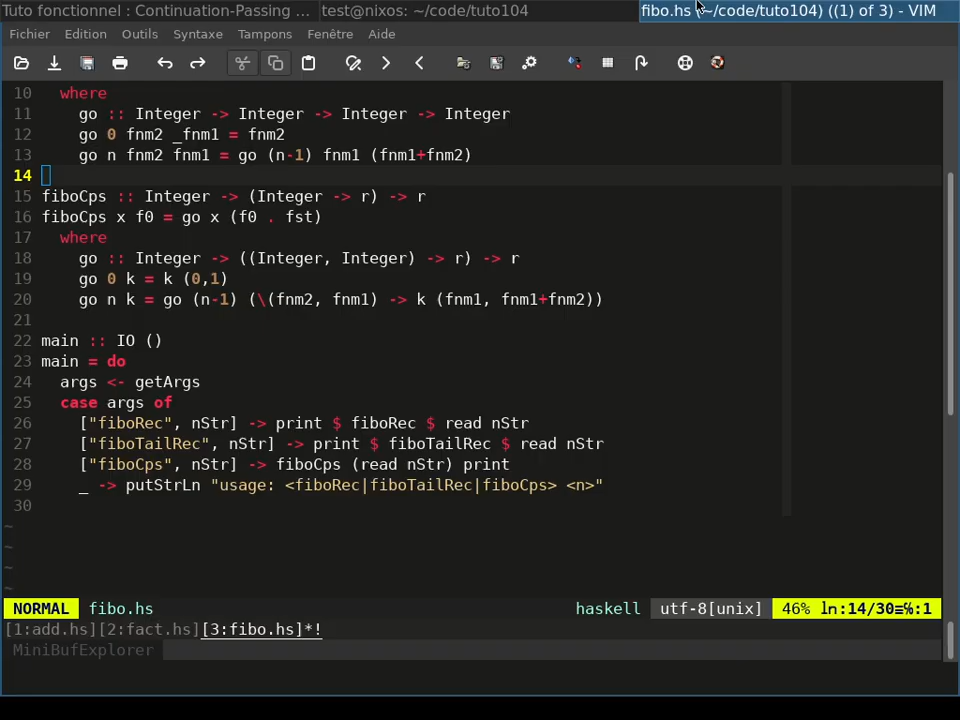 Tuto fonctionnel : Continuation-Passing ... test@nixos: ~/code/tuto104 fibo.hs (~/code/tuto104) ((1) of 3) - VIM
Fichier Edition Outils Syntaxe Tampons Fenêtre Aide
10 where
11 go :: Integer -> Integer -> Integer -> Integer
12 go 0 fnm2 _fnm1 = fnm2
13 go n fnm2 fnm1 = go (n-1) fnm1 (fnm1+fnm2)
14
15 fiboCps :: Integer -> (Integer -> r) -> r
16 fiboCps x f0 = go x (f0 . fst)
17 where
18 go :: Integer -> ((Integer, Integer) -> r) -> r
19 go 0 k = k (0,1)
20 go n k = go (n-1) (\(fnm2, fnm1) -> k (fnm1, fnm1+fnm2))
21
22 main :: IO ()
23 main = do
24 args <- getArgs
25 case args of
26 ["fiboRec", nStr] -> print $ fiboRec $ read nStr
27 ["fiboTailRec", nStr] -> print $ fiboTailRec $ read nStr
28 ["fiboCps", nStr] -> fiboCps (read nStr) print
29 _ -> putStrLn "usage: <fiboRec|fiboTailRec|fiboCps> <n>"
30
~
~
~
~
NORMAL fibo.hs haskell utf-8[unix] 46% ln:14/30≡℅:1
[1:add.hs][2:fact.hs][3:fibo.hs]*!
MiniBufExplorer